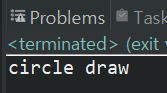 Problems Task
<terminated> (exit v
circle draw